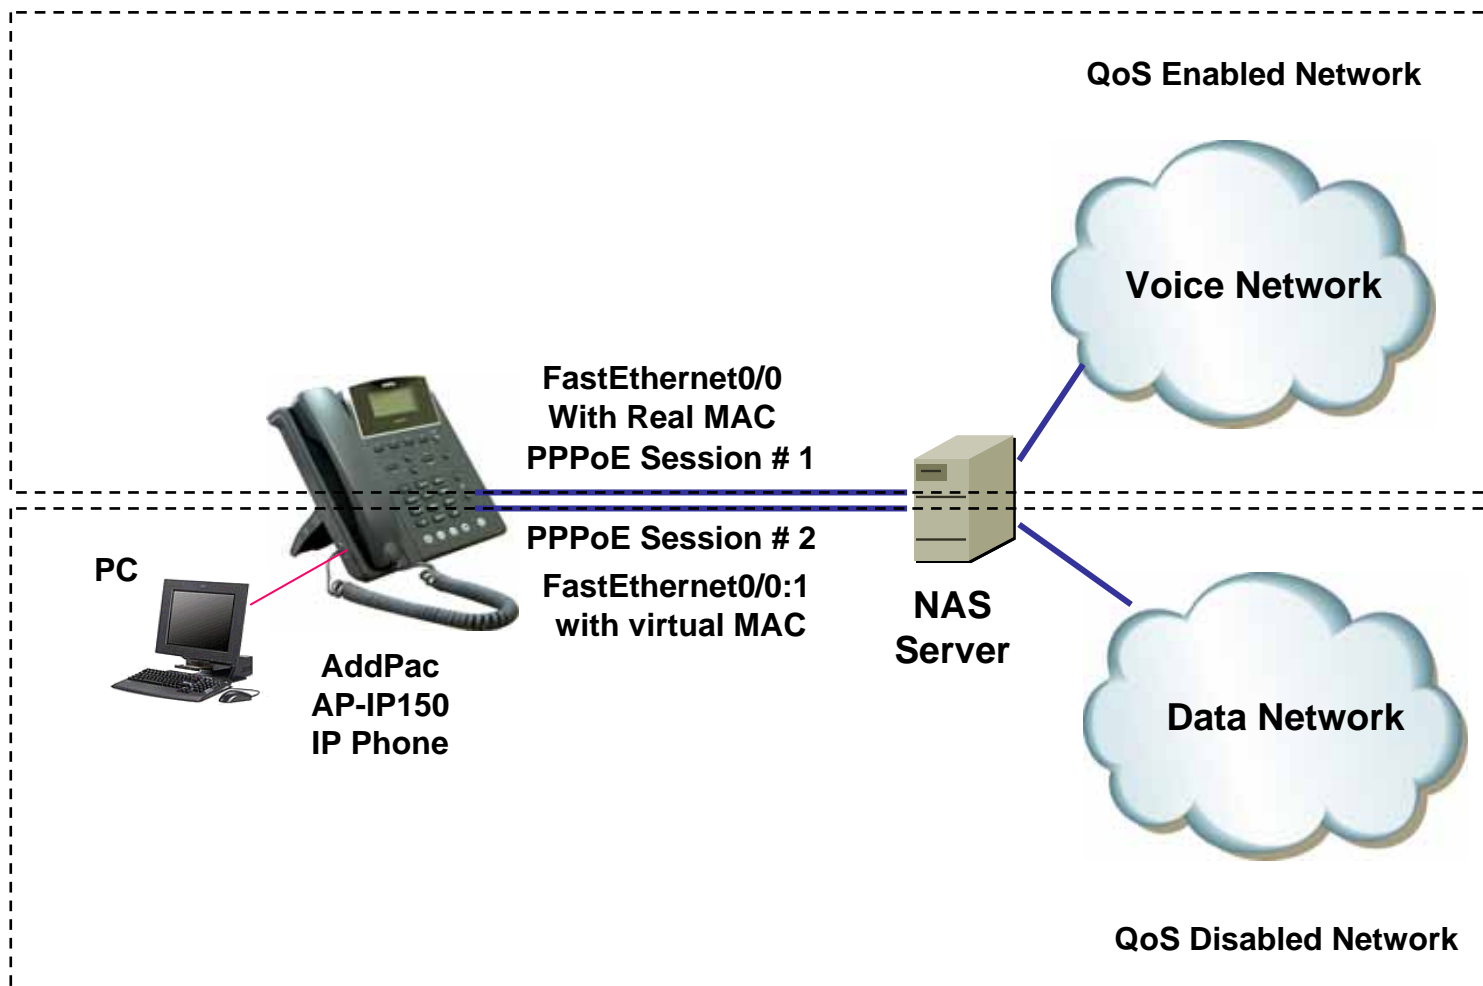 QoS Enabled Network
Voice Network
FastEthernet0/0
With Real MAC
PPPoE Session # 1
PPPoE Session # 2
FastEthernet0/0:1
with virtual MAC
PC
AddPac
AP-IP150
IP Phone
NAS
Server
Data Network
QoS Disabled Network